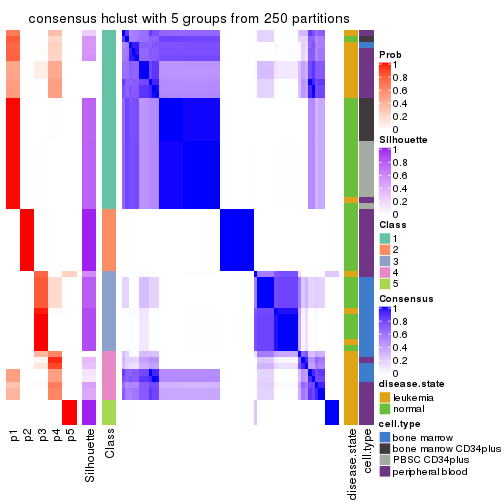 consensus hclust with 5 groups from 250 partitions
Prob
1
0.8
0.6
0.4
0.2
0
Silhouette
1
0.8
0.6
0.4
0.2
0
Class
1
2
3
4
5
Consensus
1
0.8
0.6
0.4
0.2
0
disease.state
leukemia
normal
cell.type
bone marrow
bone marrow CD34plus
PBSC CD34plus
peripheral blood
p1
p2
p3
p4
p5
Silhouette
Class
disease.state
cell.type